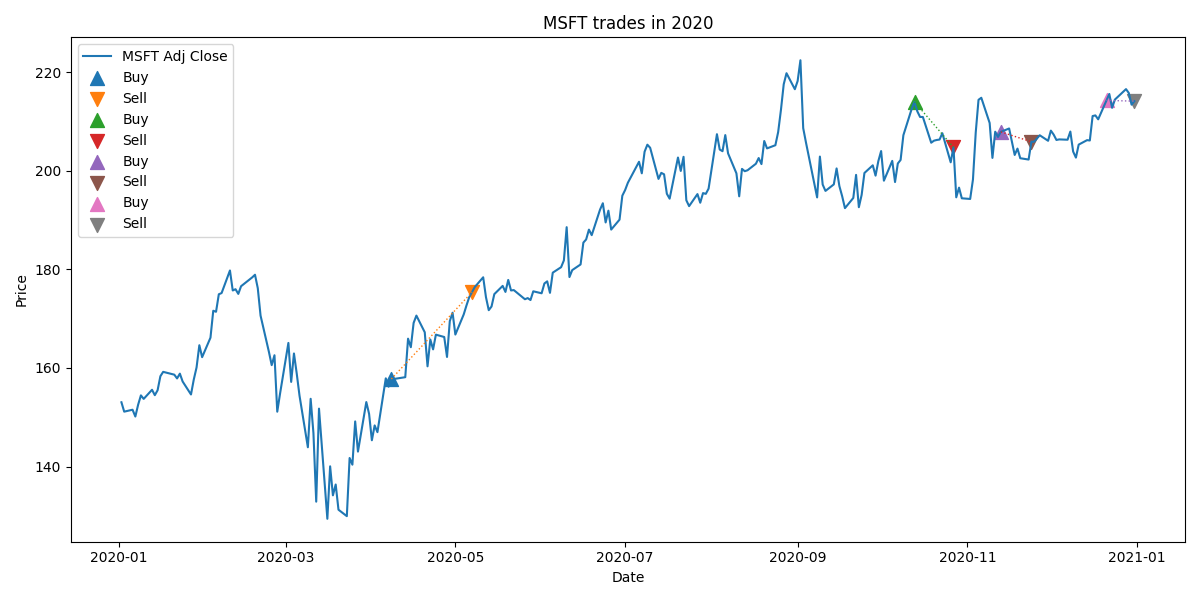 MSFT trades in 2020
MSFT Adj Close
Buy
Sell
Buy
Sell
Buy
Sell
Buy
Sell
220
200
180
160
140
Price
2020-01
2020-03
2020-05
2020-07
2020-09
2020-11
2021-01
Date